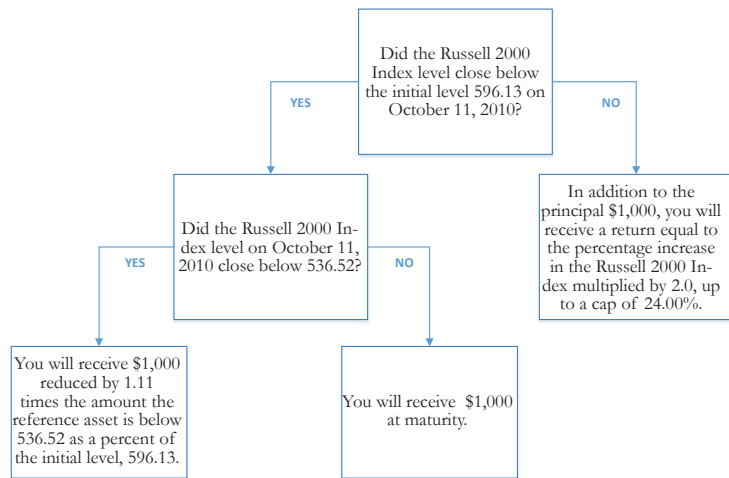 Did the Russell 2000
Index level close below
the initial level 596.13 on
October 11, 2010?
YES
NO
Did the Russell 2000 In-
dex level on October 11,
2010 close below 536.52?
In addition to the
principal $1,000, you will
receive a return equal to
the percentage increase
in the Russell 2000 In-
dex multiplied by 2.0, up
to a cap of 24.00%.
YES
NO
You will receive $1,000
reduced by 1.11
times the amount the
reference asset is below
536.52 as a percent of
the initial level, 596.13.
You will receive $1,000
at maturity.